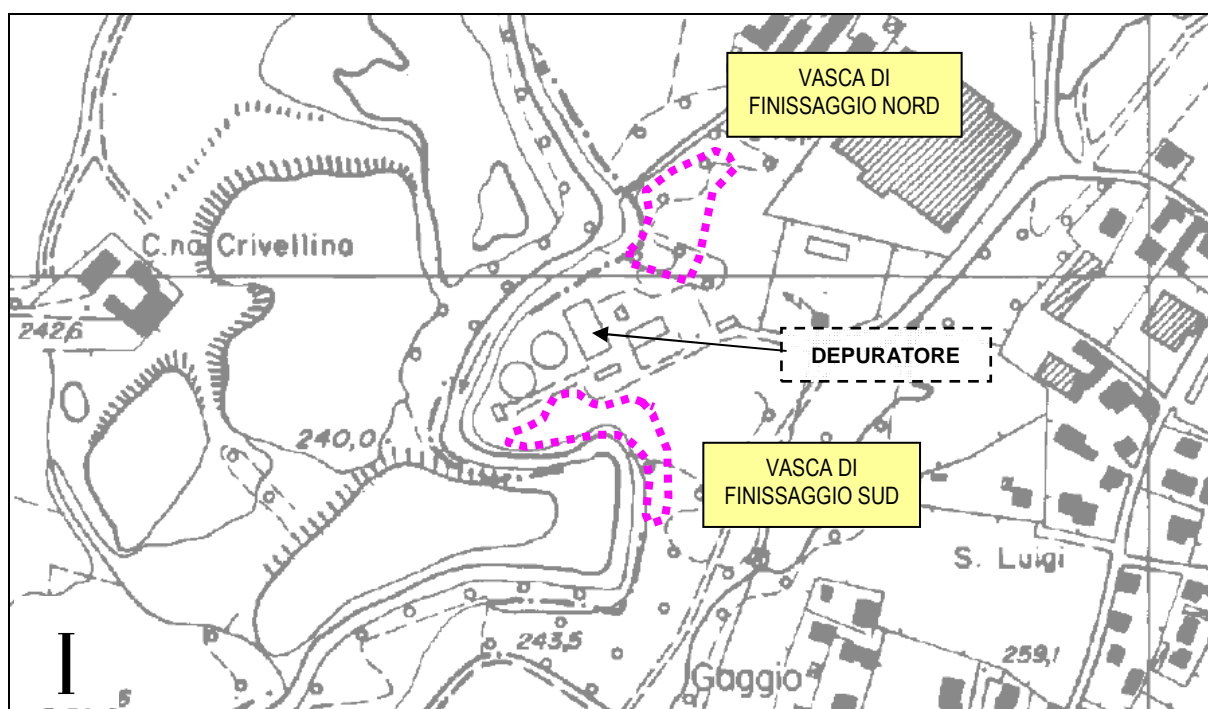 VASCA DI
FINISSAGGIO NORD
C.na Crivellina
242,6
DEPURATORE
240,0
VASCA DI
FINISSAGGIO SUD
S. Luigi
243,5
259,1
Gaggio
I